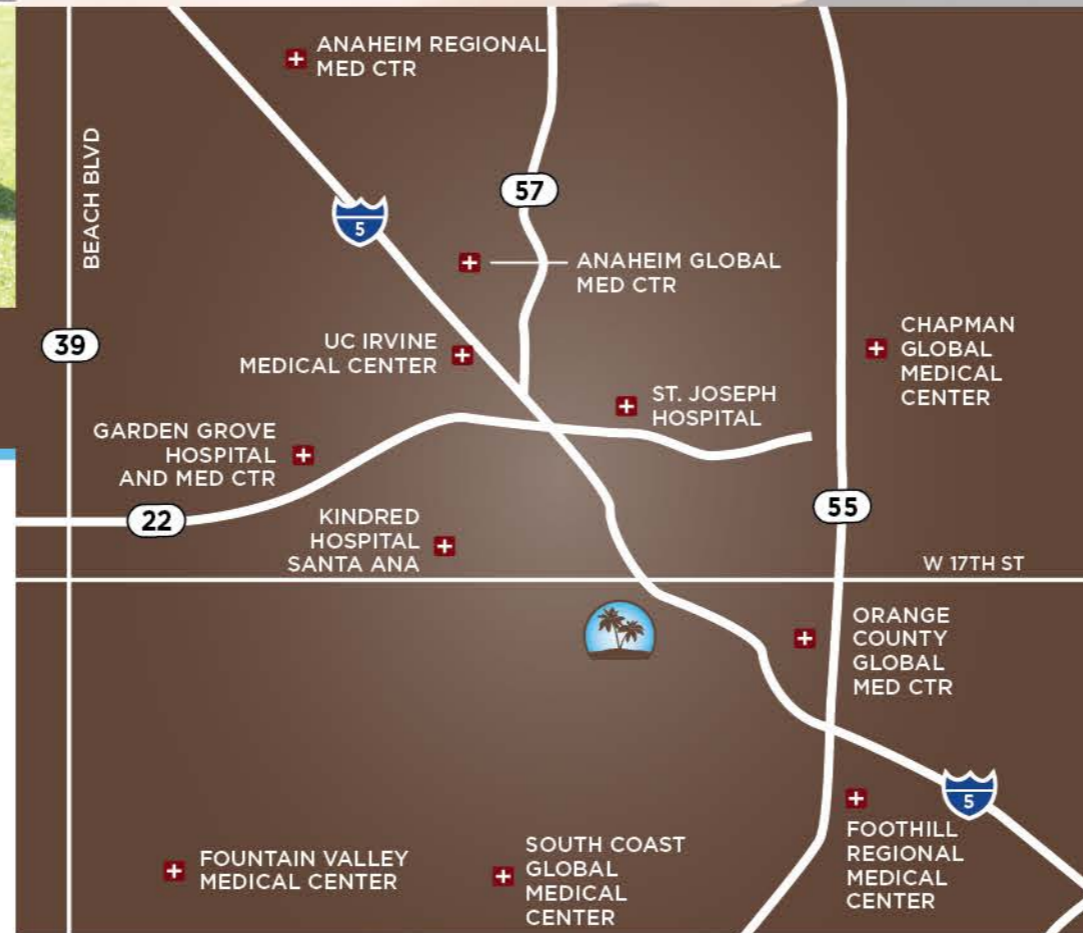 ANAHEIM REGIONAL
MED CTR
BEACH BLVD
57
5
ANAHEIM GLOBAL
MED CTR
39
UC IRVINE
MEDICAL CENTER
CHAPMAN
GLOBAL
MEDICAL
CENTER
ST. JOSEPH
HOSPITAL
GARDEN GROVE
HOSPITAL
AND MED CTR
22
55
KINDRED
HOSPITAL
SANTA ANA
W 17TH ST
ORANGE
COUNTY
GLOBAL
MED CTR
5
FOOTHILL
REGIONAL
MEDICAL
CENTER
FOUNTAIN VALLEY
MEDICAL CENTER
SOUTH COAST
GLOBAL
MEDICAL
CENTER